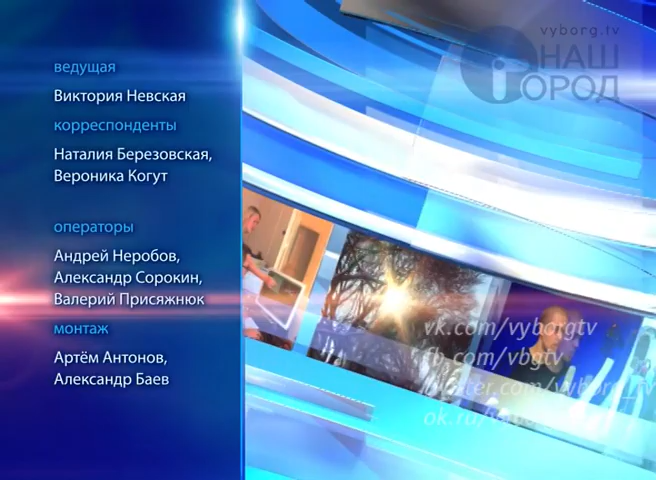 vyborg.tv
НАШ
ГОРОД
ведущая
Виктория Невская
корреспонденты
Наталия Березовская,
Вероника Когут
операторы
Андрей Неробов,
Александр Сорокин,
Валерий Присяжнюк
монтаж
Артём Антонов,
Александр Баев
vk.com/vyborgtv
fb.com/vbgtv